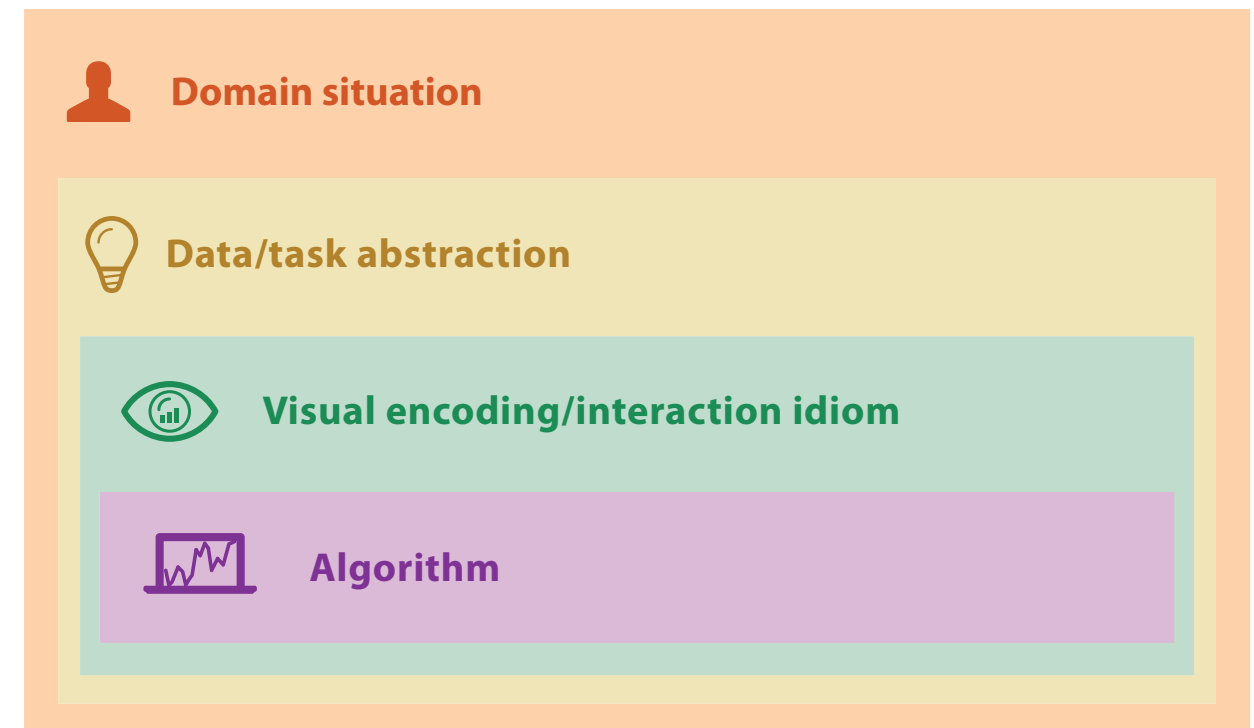 Domain situation
Data/task abstraction
Visual encoding/interaction idiom
Algorithm